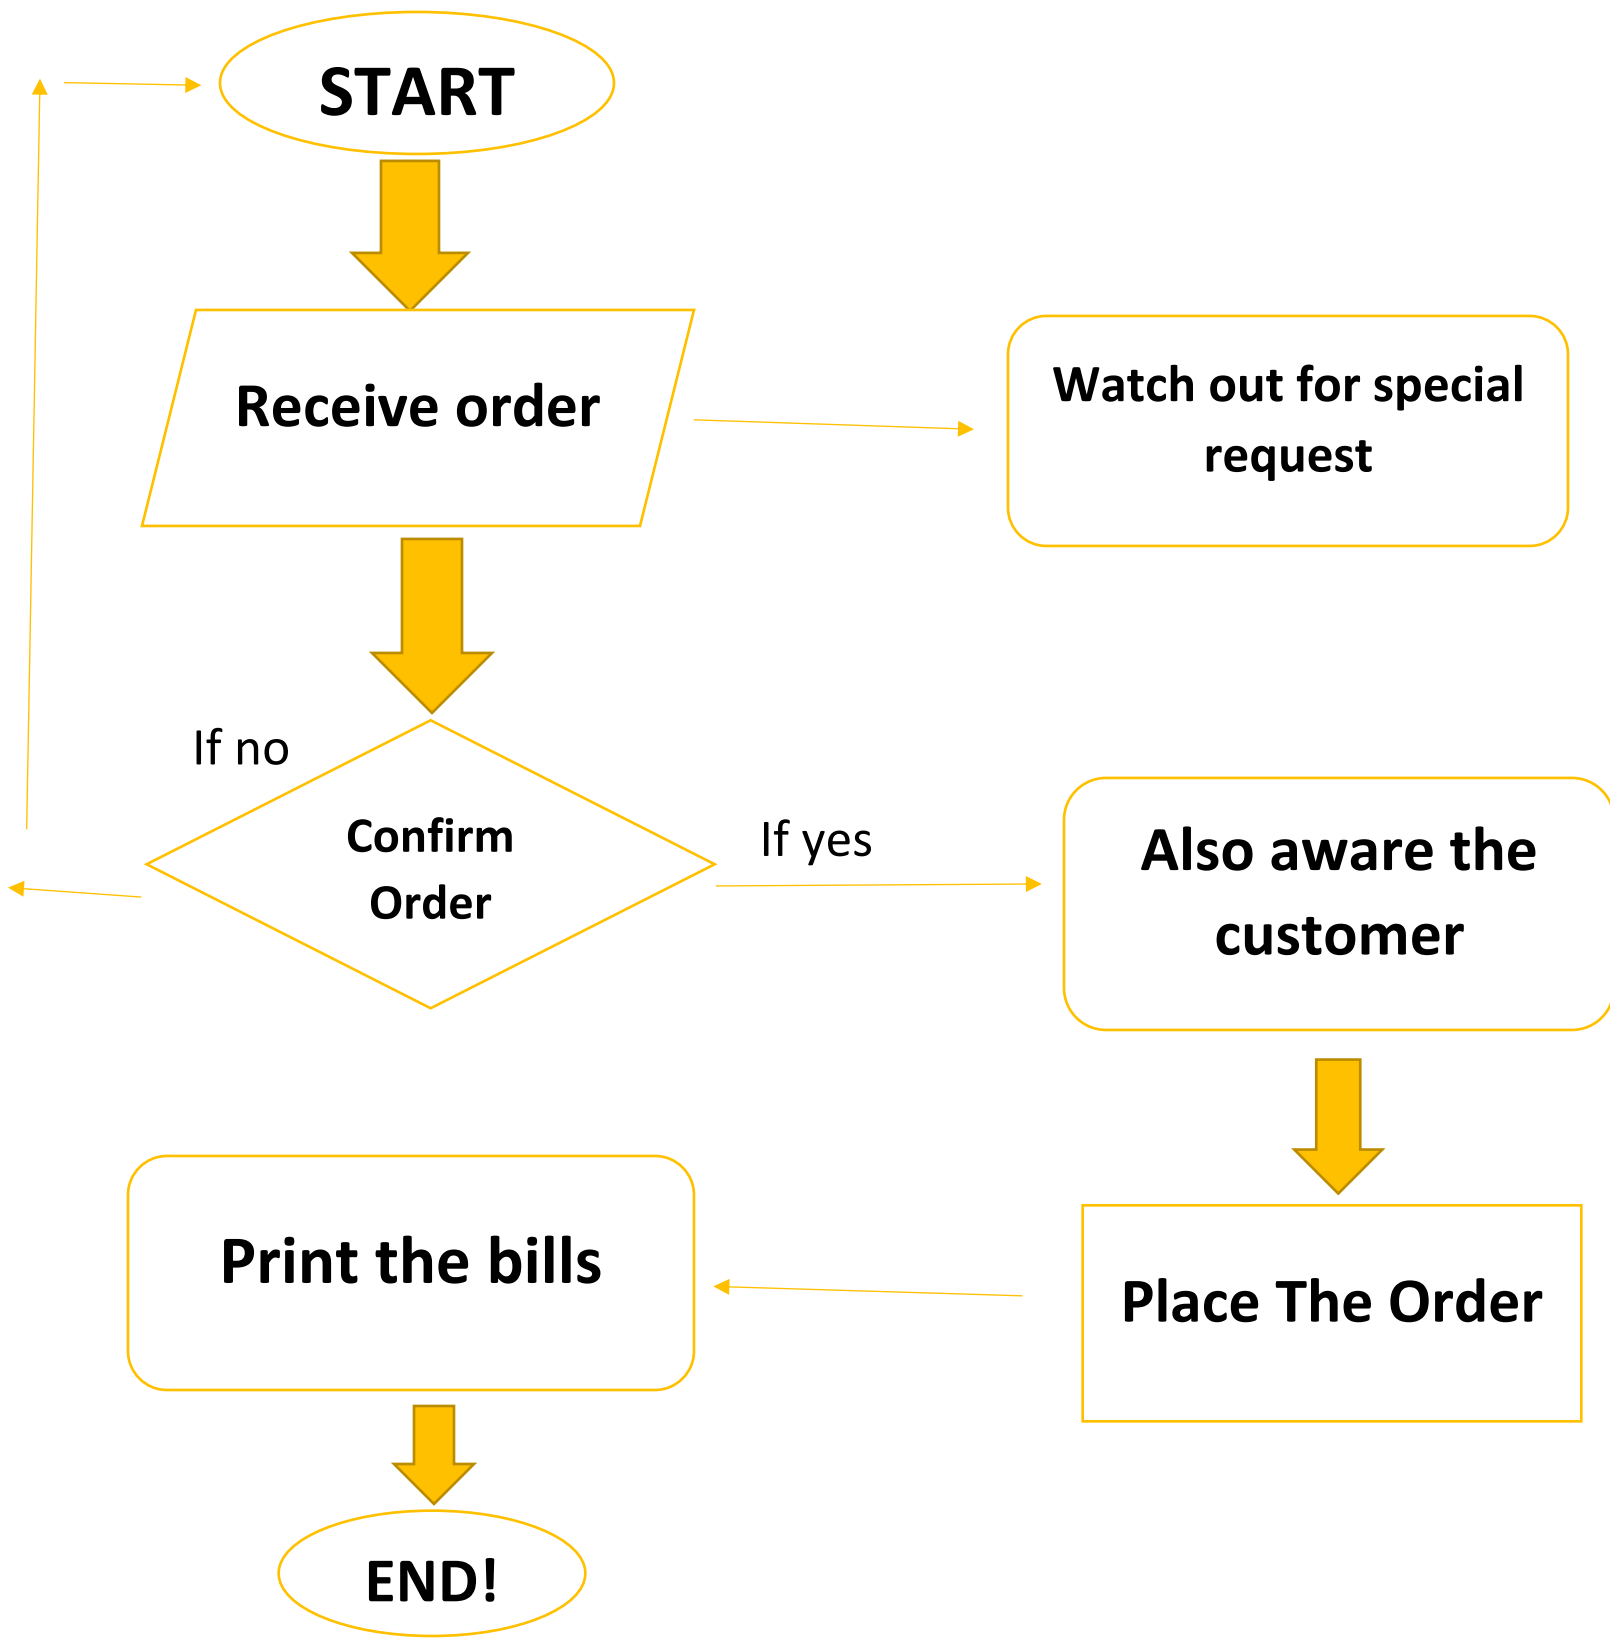 START
Receive order
Watch out for special
request
If no
Confirm
Order
If yes
Also aware the
customer
Place The Order
Print the bills
END!